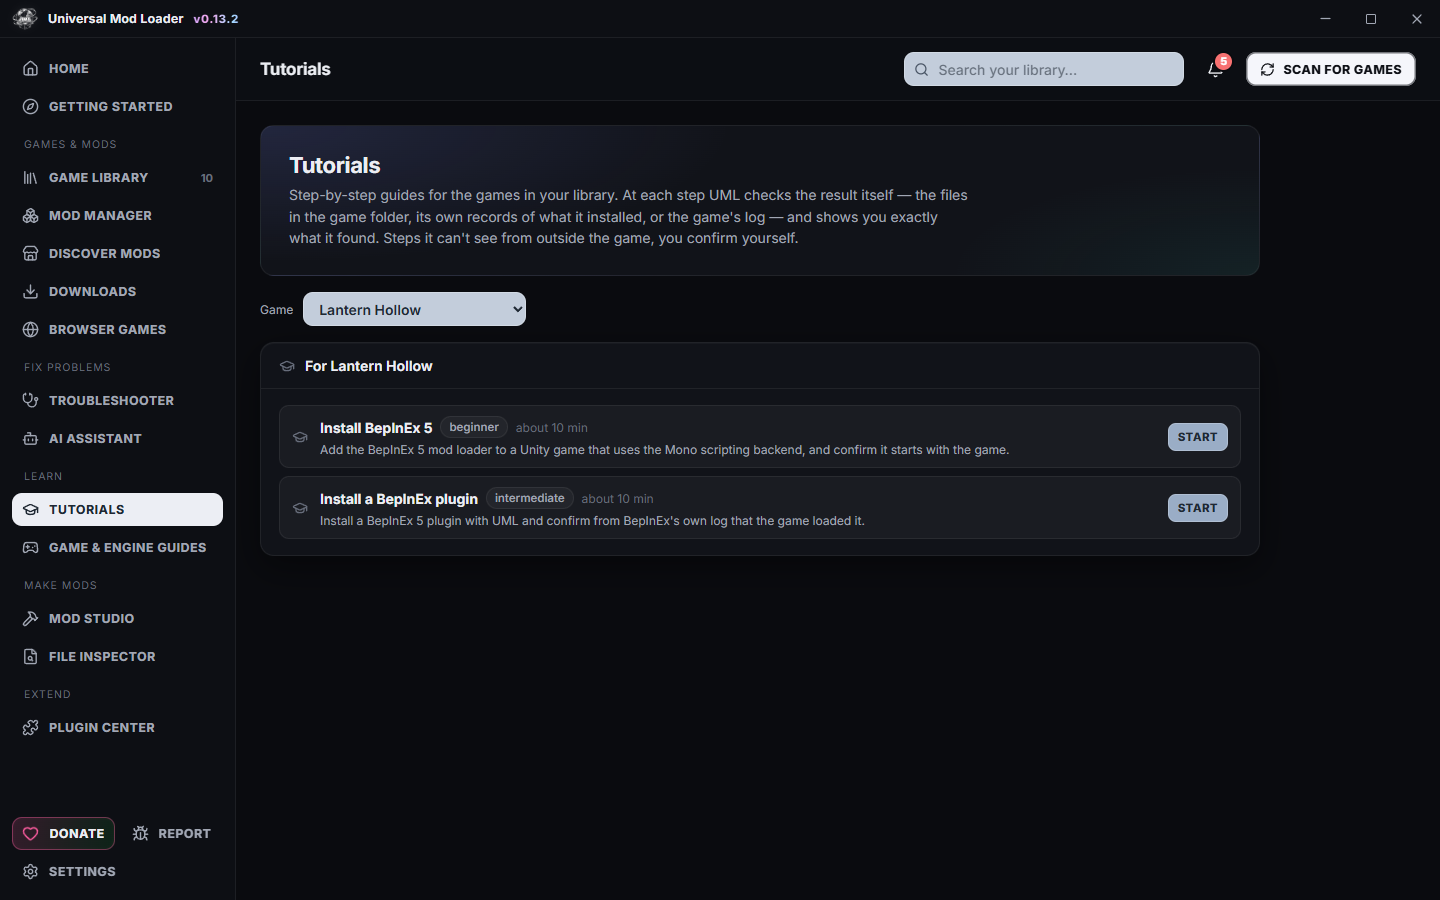 Universal Mod Loader v0.13.2
HOME
GETTING STARTED
GAMES & MODS
GAME LIBRARY 10
MOD MANAGER
DISCOVER MODS
DOWNLOADS
BROWSER GAMES
FIX PROBLEMS
TROUBLESHOOTER
AI ASSISTANT
LEARN
TUTORIALS
GAME & ENGINE GUIDES
MAKE MODS
MOD STUDIO
FILE INSPECTOR
EXTEND
PLUGIN CENTER
DONATE REPORT
SETTINGS
Tutorials
Search your library...
5
SCAN FOR GAMES
Tutorials
Step-by-step guides for the games in your library. At each step UML checks the result itself — the files
in the game folder, its own records of what it installed, or the game's log — and shows you exactly
what it found. Steps it can't see from outside the game, you confirm yourself.
Game Lantern Hollow
For Lantern Hollow
Install BepInEx 5 beginner about 10 min
Add the BepInEx 5 mod loader to a Unity game that uses the Mono scripting backend, and confirm it starts with the game.
START
Install a BepInEx plugin intermediate about 10 min
Install a BepInEx 5 plugin with UML and confirm from BepInEx's own log that the game loaded it.
START